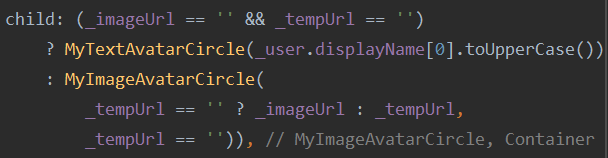 child: (_imageUrl == '' && _tempUrl == '')
? MyTextAvatarCircle(_user.displayName[0].toUpperCase())
: MyImageAvatarCircle(
_tempUrl == '' ? _imageUrl : _tempUrl,
_tempUrl == '')), // MyImageAvatarCircle, Container